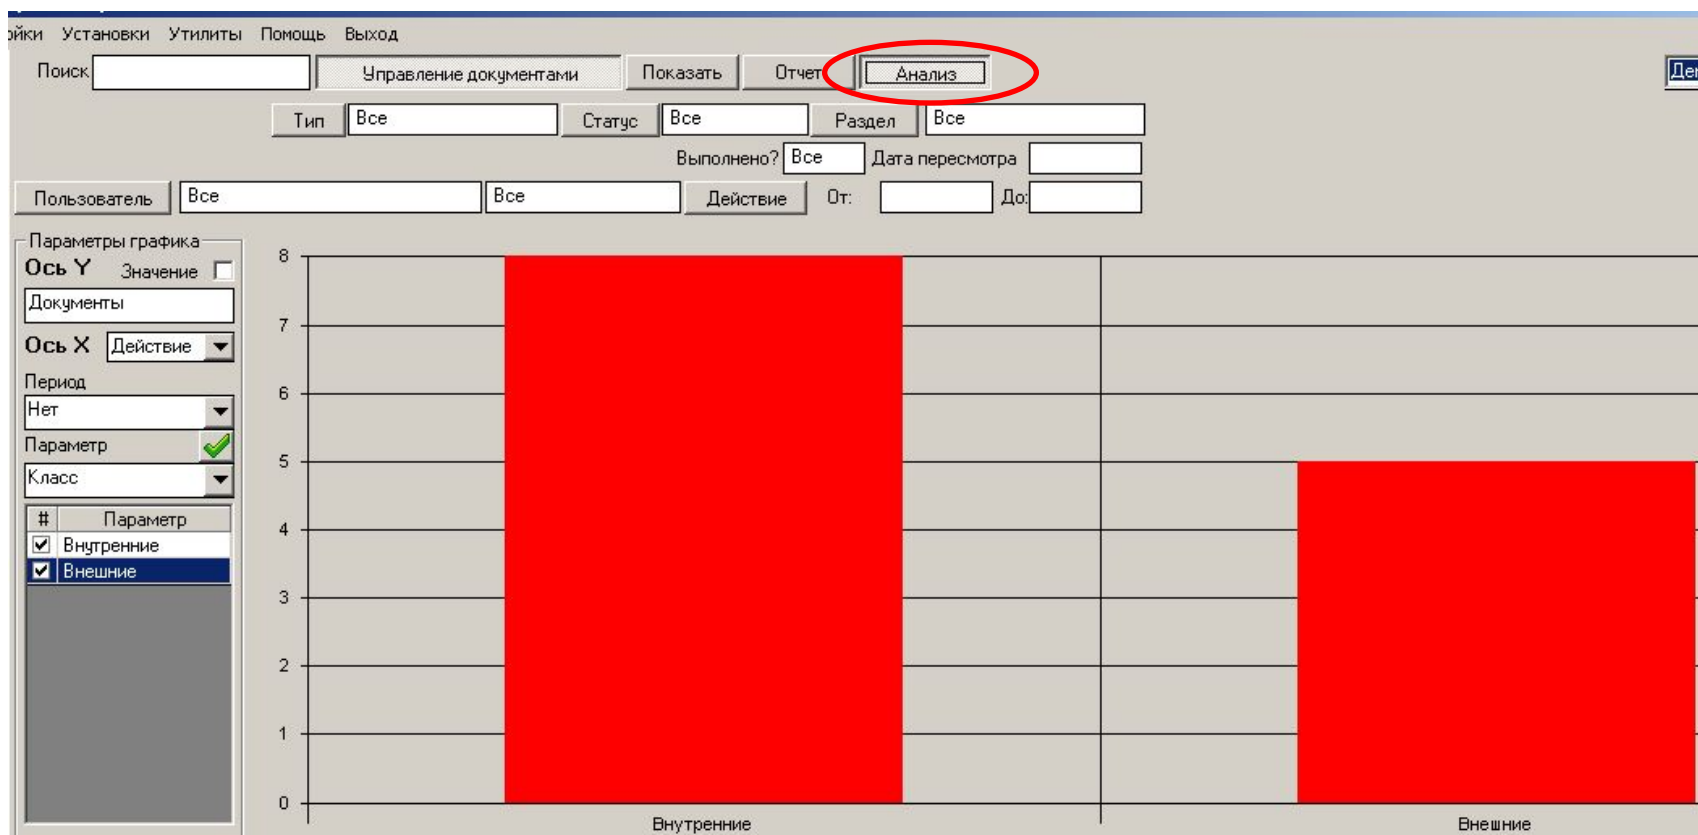 Установки Утилиты Помощь Выход
Поиск Управление документами Показать Отчет Анализ
Тип Все Статус Все Раздел Все
Выполнено? Все Дата пересмотра
Пользователь Все Все Действие От: До:
Параметры графика
Ось Y Значение
Документы
Ось X Действие
Период
Нет
Параметр
Класс
# Параметр
Внутренние
Внешние
8
7
6
5
4
3
2
1
0
Внутренние Внешние